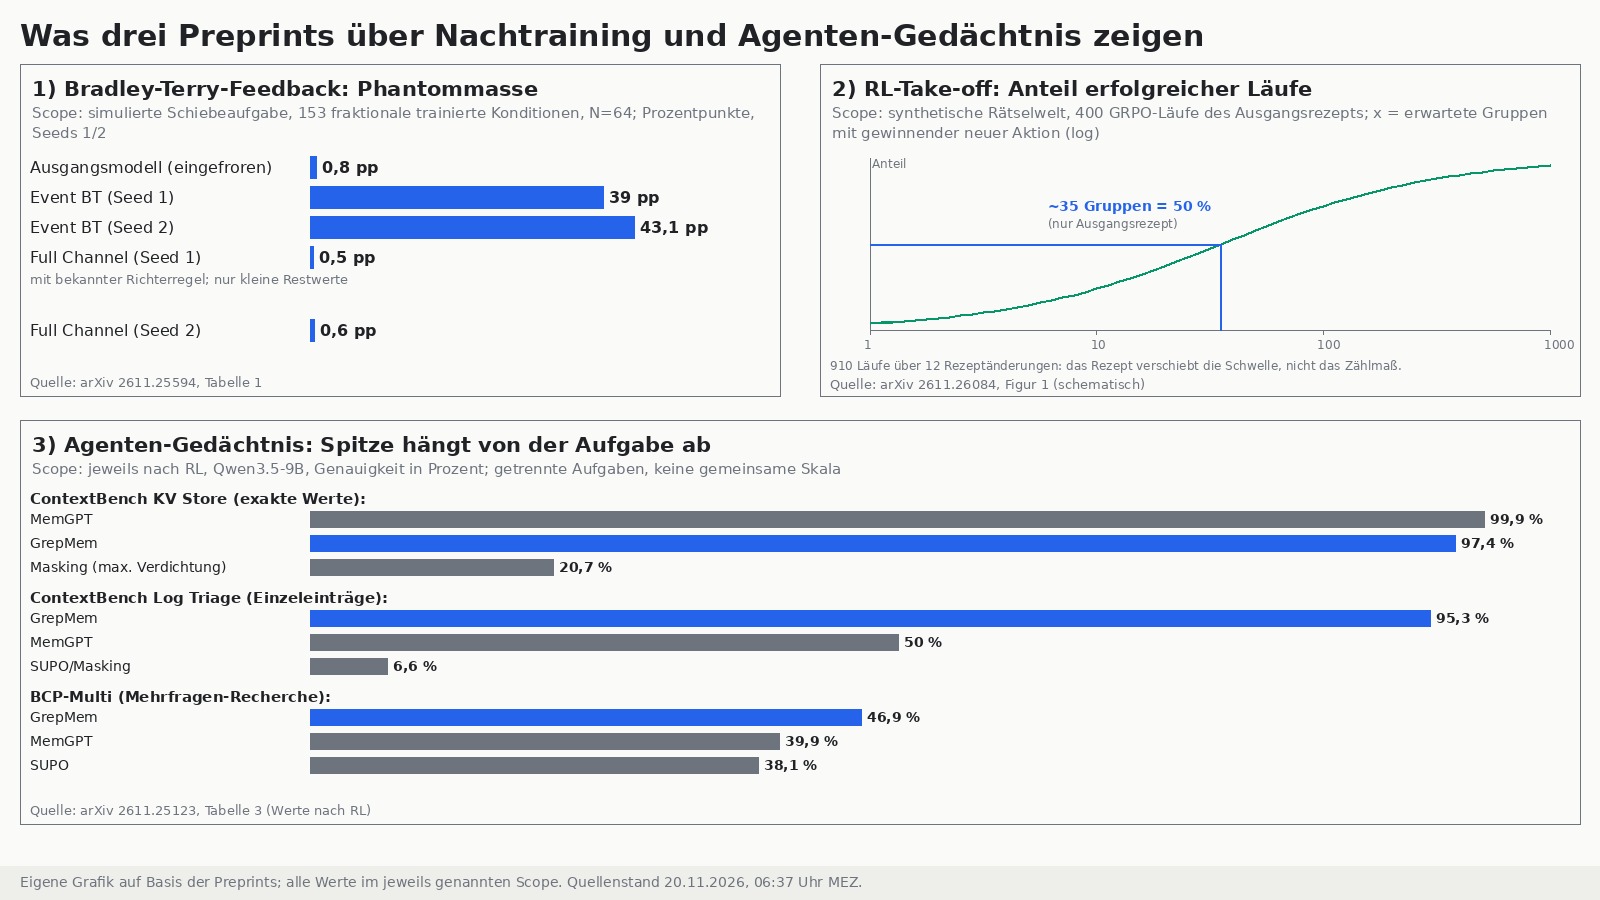 Was drei Preprints über Nachtraining und Agenten-Gedächtnis zeigen
1) Bradley-Terry-Feedback: Phantommasse
Scope: simulierte Schiebeaufgabe, 153 fraktionale trainierte Konditionen, N=64; Prozentpunkte,
Seeds 1/2
Ausgangsmodell (eingefroren) 0,8 pp
Event BT (Seed 1) 39 pp
Event BT (Seed 2) 43,1 pp
Full Channel (Seed 1) 0,5 pp
mit bekannter Richterregel; nur kleine Restwerte
Full Channel (Seed 2) 0,6 pp
Quelle: arXiv 2611.25594, Tabelle 1
2) RL-Take-off: Anteil erfolgreicher Läufe
Scope: synthetische Rätselwelt, 400 GRPO-Läufe des Ausgangsrezepts; x = erwartete Gruppen
mit gewinnender neuer Aktion (log)
Anteil
~35 Gruppen = 50 %
(nur Ausgangsrezept)
1 10 100 1000
910 Läufe über 12 Rezeptänderungen: das Rezept verschiebt die Schwelle, nicht das Zählmaß.
Quelle: arXiv 2611.26084, Figur 1 (schematisch)
3) Agenten-Gedächtnis: Spitze hängt von der Aufgabe ab
Scope: jeweils nach RL, Qwen3.5-9B, Genauigkeit in Prozent; getrennte Aufgaben, keine gemeinsame Skala
ContextBench KV Store (exakte Werte):
MemGPT 99,9 %
GrepMem 97,4 %
Masking (max. Verdichtung) 20,7 %
ContextBench Log Triage (Einzeleinträge):
GrepMem 95,3 %
MemGPT 50 %
SUPO/Masking 6,6 %
BCP-Multi (Mehrfragen-Recherche):
GrepMem 46,9 %
MemGPT 39,9 %
SUPO 38,1 %
Quelle: arXiv 2611.25123, Tabelle 3 (Werte nach RL)
Eigene Grafik auf Basis der Preprints; alle Werte im jeweils genannten Scope. Quellenstand 20.11.2026, 06:37 Uhr MEZ.